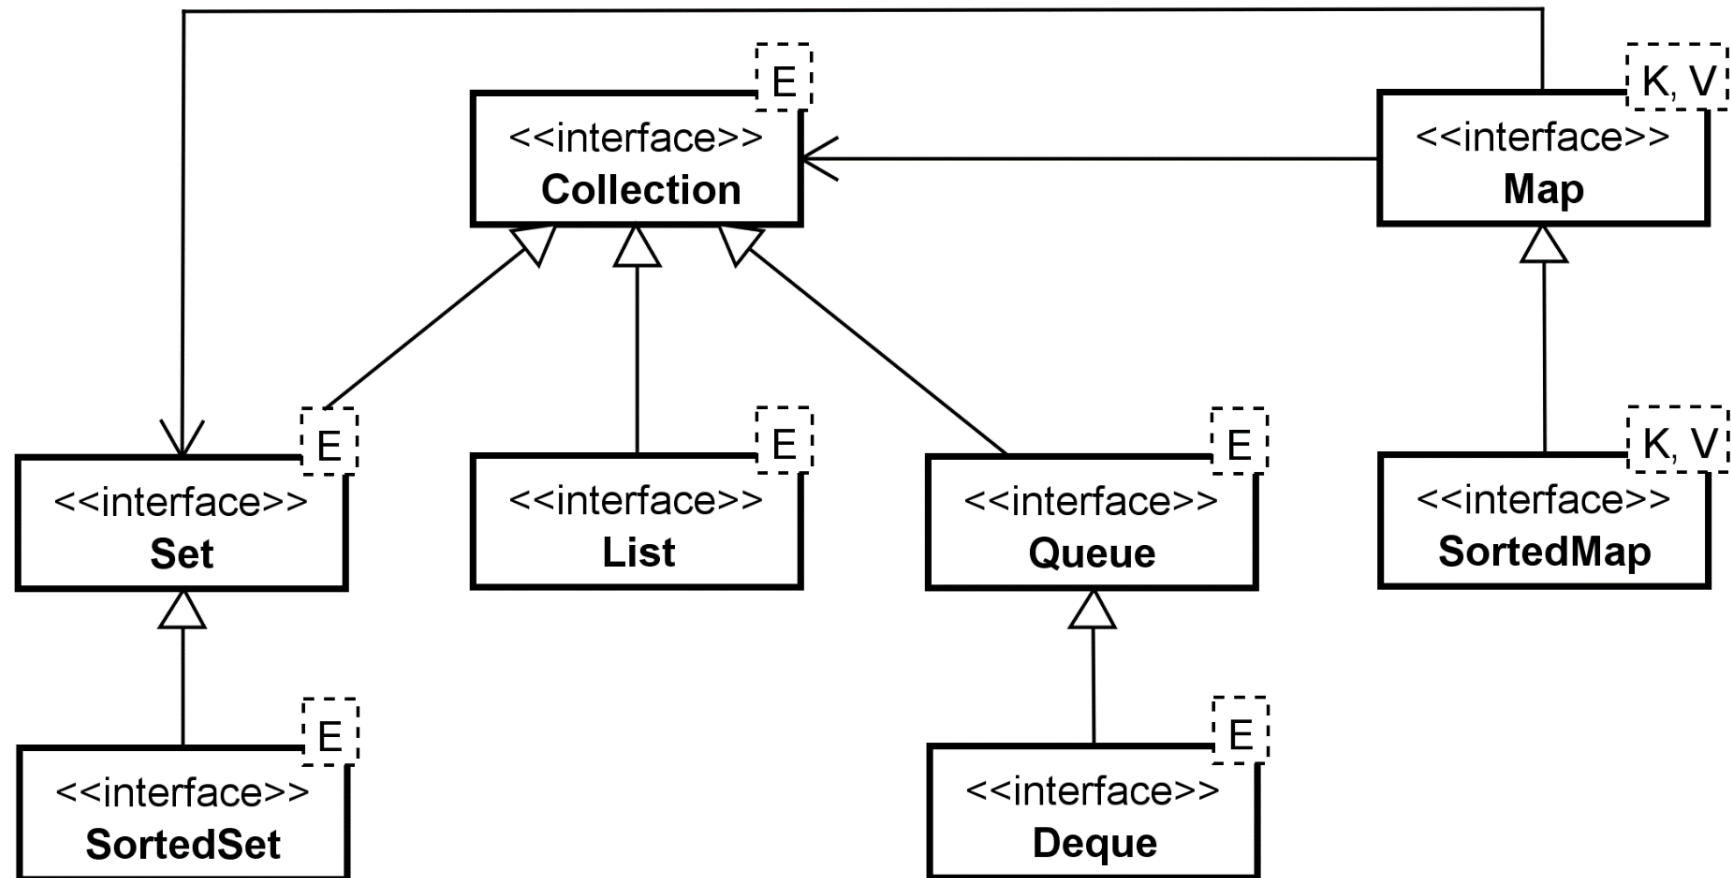 E
<<interface>>
Collection
K, V
<<interface>>
Map
E
<<interface>>
Set
E
<<interface>>
List
E
<<interface>>
Queue
K, V
<<interface>>
SortedMap
E
<<interface>>
SortedSet
E
<<interface>>
Deque